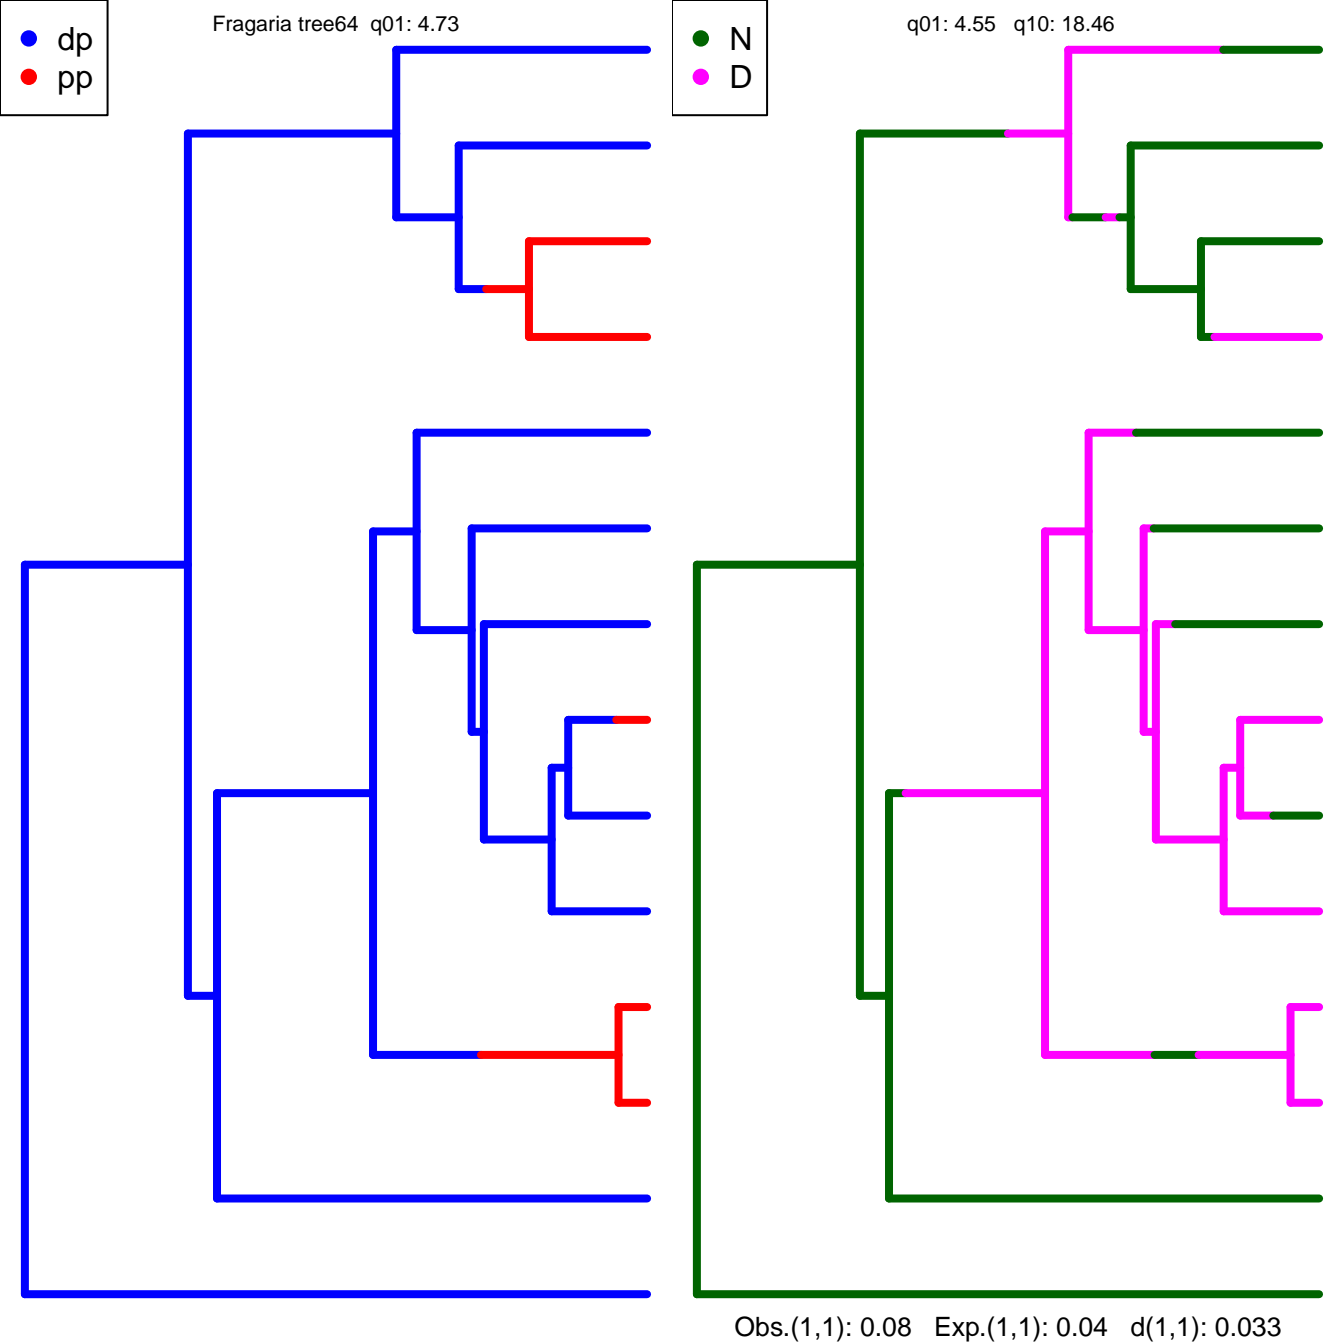 Fragaria tree64 q01: 4.73
dp
pp
q01: 4.55 q10: 18.46
N
D
Obs.(1,1): 0.08 Exp.(1,1): 0.04 d(1,1): 0.033